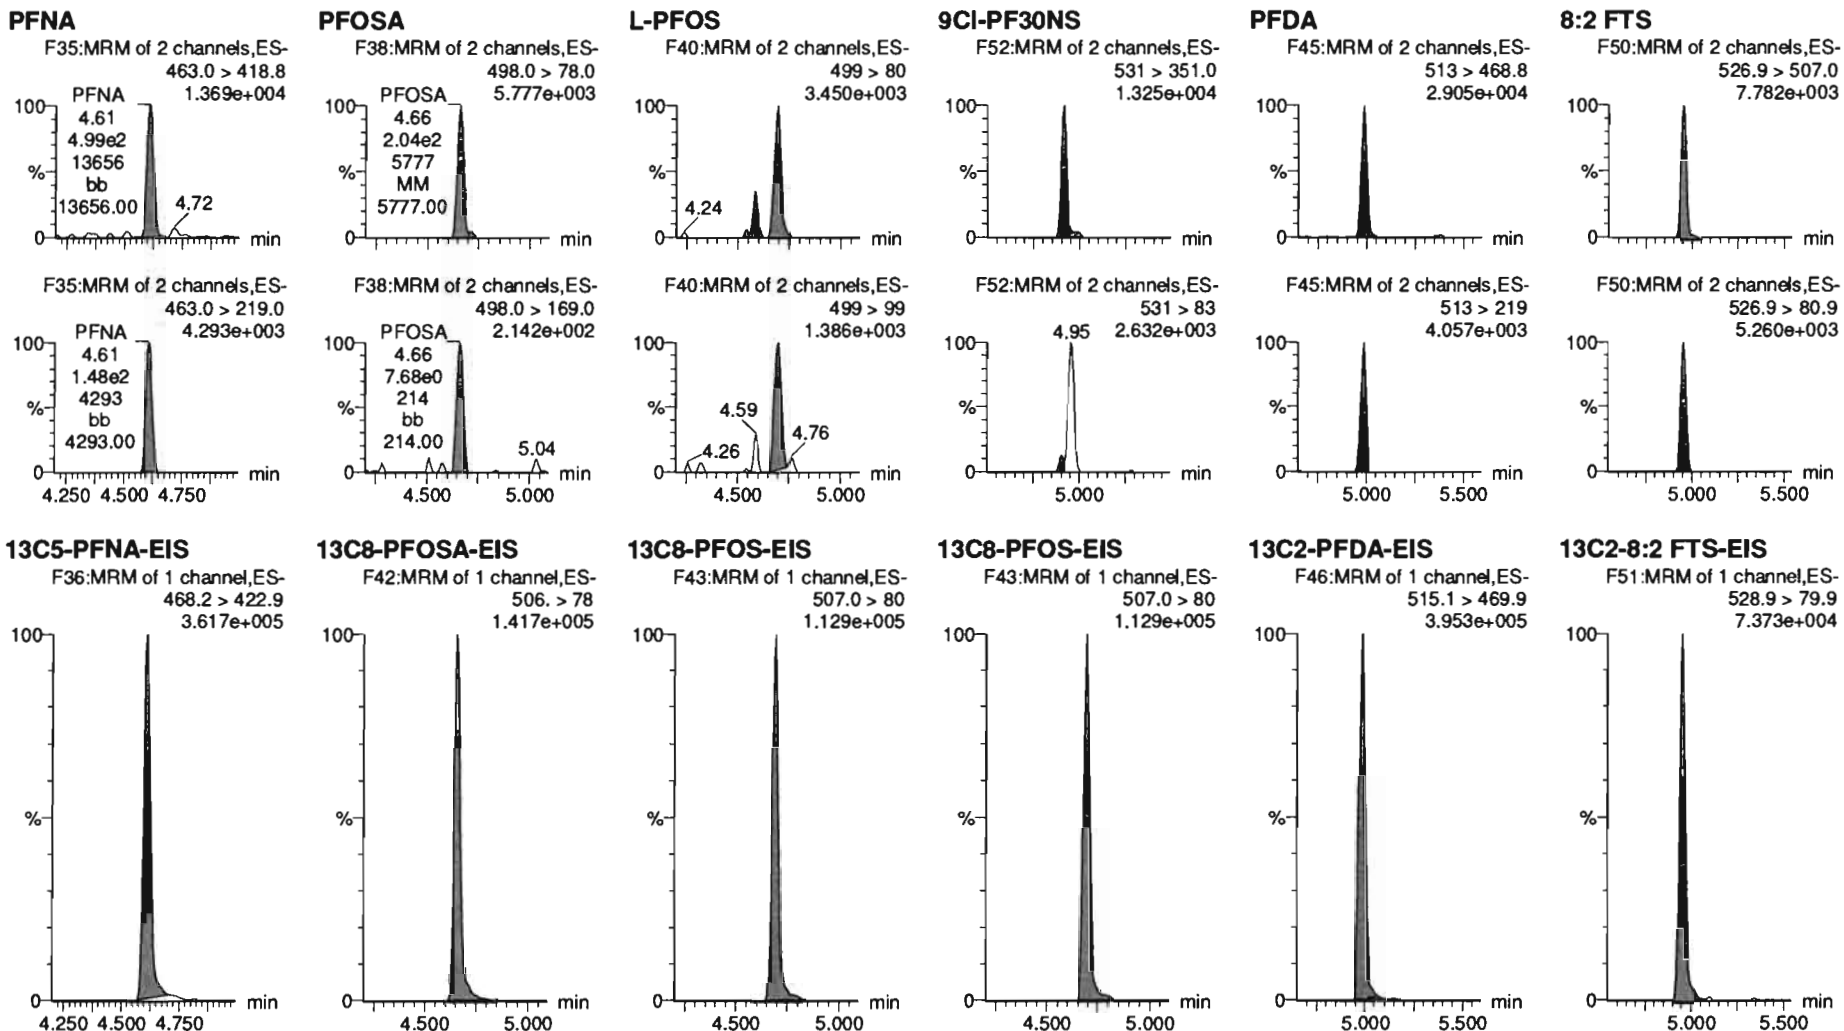 PFNA
F35:MRM of 2 channels,ES-
463.0 > 418.8
1.369e+004
100
PFNA
4.61
4.99e2
13656
bb
13656.00
4.72
%
0
min
F35:MRM of 2 channels,ES-
463.0 > 219.0
4.293e+003
100
PFNA
4.61
1.48e2
4293
bb
4293.00
%
0
min
4.250 4.500 4.750
PFOSA
F38:MRM of 2 channels,ES-
498.0 > 78.0
5.777e+003
100
PFOSA
4.66
2.04e2
5777
MM
5777.00
%
0
min
F38:MRM of 2 channels,ES-
498.0 > 169.0
2.142e+002
100
PFOSA
4.66
7.68e0
214
bb
214.00
5.04
%
0
min
4.500 5.000
L-PFOS
F40:MRM of 2 channels,ES-
499 > 80
3.450e+003
100
4.24
%
0
min
F40:MRM of 2 channels,ES-
499 > 99
1.386e+003
100
4.59
4.26
4.76
%
0
min
4.500 5.000
9Cl-PF30NS
F52:MRM of 2 channels,ES-
531 > 351.0
1.325e+004
100
%
0
min
F52:MRM of 2 channels,ES-
531 > 83
2.632e+003
4.95
100
%
0
min
5.000
PFDA
F45:MRM of 2 channels,ES-
513 > 468.8
2.905e+004
100
%
0
min
F45:MRM of 2 channels,ES-
513 > 219
4.057e+003
100
%
0
min
5.000 5.500
8:2 FTS
F50:MRM of 2 channels,ES-
526.9 > 507.0
7.782e+003
100
%
0
min
F50:MRM of 2 channels,ES-
526.9 > 80.9
5.260e+003
100
%
0
min
5.000 5.500
13C5-PFNA-EIS
F36:MRM of 1 channel,ES-
468.2 > 422.9
3.617e+005
100
%
0
min
4.250 4.500 4.750
13C8-PFOSA-EIS
F42:MRM of 1 channel,ES-
506. > 78
1.417e+005
100
%
0
min
4.500 5.000
13C8-PFOS-EIS
F43:MRM of 1 channel,ES-
507.0 > 80
1.129e+005
100
%
0
min
4.500 5.000
13C8-PFOS-EIS
F43:MRM of 1 channel,ES-
507.0 > 80
1.129e+005
100
%
0
min
4.500 5.000
13C2-PFDA-EIS
F46:MRM of 1 channel,ES-
515.1 > 469.9
3.953e+005
100
%
0
min
5.000 5.500
13C2-8:2 FTS-EIS
F51:MRM of 1 channel,ES-
528.9 > 79.9
7.373e+004
100
%
0
min
5.000 5.500